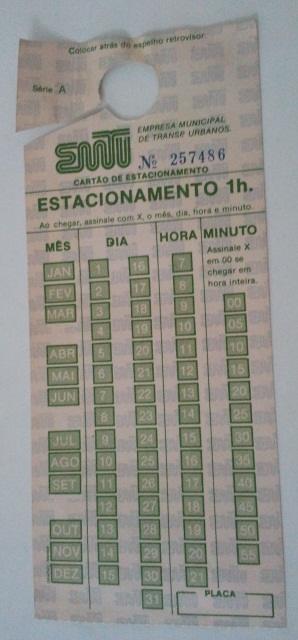 Colocar atrás do espelho retrovisor.
Série A
EMTU EMPRESA MUNICIPAL
DE TRANSP. URBANOS.
Nº 257486
CARTÃO DE ESTACIONAMENTO
ESTACIONAMENTO 1h.
Ao chegar, assinale com X, o mês, dia, hora e minuto.
MÊS DIA HORA MINUTO
Assinale X
em 00 se
chegar em
hora inteira.
JAN 1 16 7
FEV 2 17 8
MAR 3 18 9 00
4 19 10 05
ABR 5 20 11 10
MAI 6 21 12 15
JUN 7 22 13 20
8 23 14 25
JUL 9 24 15 30
AGO 10 25 16 35
SET 11 26 17 40
12 27 18 45
OUT 13 28 19 50
NOV 14 29 20 55
DEZ 15 30 21
31
PLACA